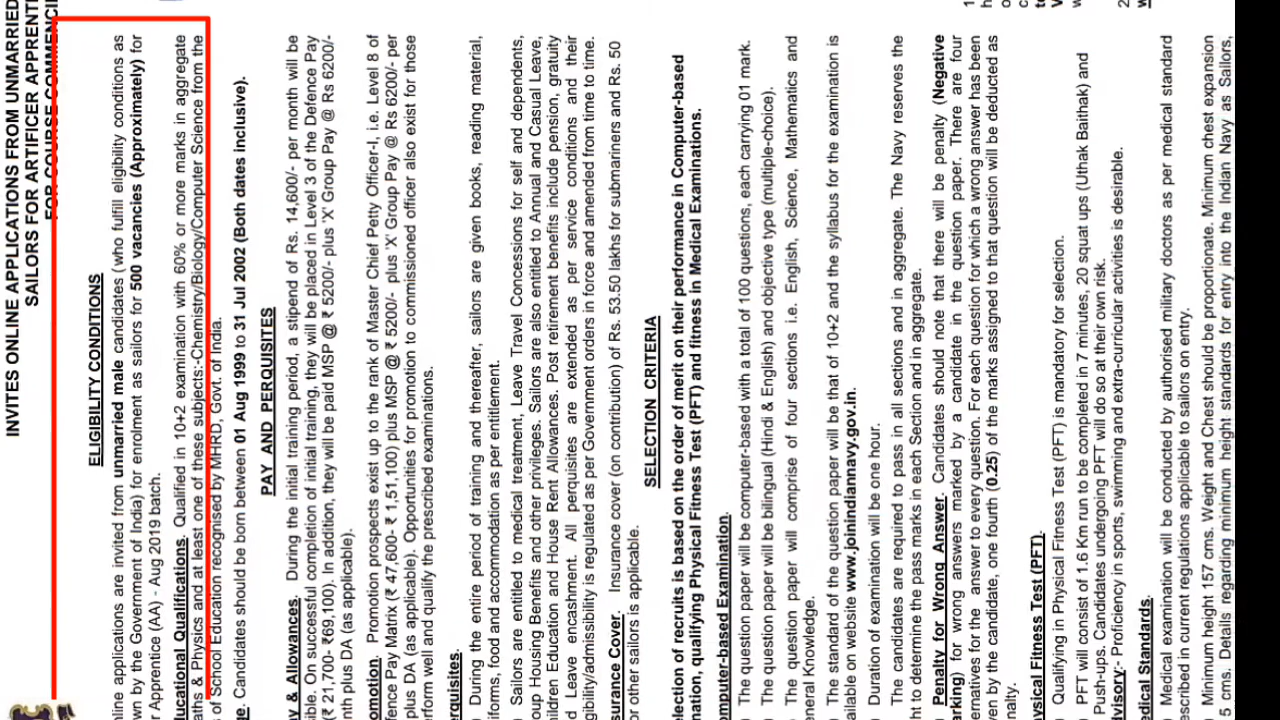 INVITES ONLINE APPLICATIONS FROM UNMARRIED
SAILORS FOR ARTIFICER APPRENTI
FOR COURSE COMMENCI
ELIGIBILITY CONDITIONS
line applications are invited from unmarried male candidates (who fulfill eligibility conditions as
wn by the Government of India) for enrolment as sailors for 500 vacancies (Approximately) for
r Apprentice (AA) - Aug 2019 batch.
ducational Qualifications. Qualified in 10+2 examination with 60% or more marks in aggregate
aths & Physics and at least one of these subjects:-Chemistry/Biology/Computer Science from the
s of School Education recognised by MHRD, Govt. of India.
ge. Candidates should be born between 01 Aug 1999 to 31 Jul 2002 (Both dates inclusive).
PAY AND PERQUISITES
y & Allowances. During the initial training period, a stipend of Rs. 14,600/- per month will be
sible. On successful completion of initial training, they will be placed in Level 3 of the Defence Pay
(₹ 21,700- ₹69,100). In addition, they will be paid MSP @ ₹ 5200/- plus 'X' Group Pay @ Rs 6200/-
nth plus DA (as applicable).
omotion. Promotion prospects exist up to the rank of Master Chief Petty Officer-I, i.e. Level 8 of
fence Pay Matrix (₹ 47,600- ₹ 1,51,100) plus MSP @ ₹ 5200/- plus 'X' Group Pay @ Rs 6200/- per
plus DA (as applicable). Opportunities for promotion to commissioned officer also exist for those
erform well and qualify the prescribed examinations.
erquisites.
During the entire period of training and thereafter, sailors are given books, reading material,
iforms, food and accommodation as per entitlement.
Sailors are entitled to medical treatment, Leave Travel Concessions for self and dependents,
oup Housing Benefits and other privileges. Sailors are also entitled to Annual and Casual Leave,
ildren Education and House Rent Allowances. Post retirement benefits include pension, gratuity
d Leave encashment. All perquisites are extended as per service conditions and their
gibility/admissibility is regulated as per Government orders in force and amended from time to time.
surance Cover. Insurance cover (on contribution) of Rs. 53.50 lakhs for submariners and Rs. 50
or other sailors is applicable.
SELECTION CRITERIA
election of recruits is based on the order of merit on their performance in Computer-based
nation, qualifying Physical Fitness Test (PFT) and fitness in Medical Examinations.
omputer-based Examination.
The question paper will be computer-based with a total of 100 questions, each carrying 01 mark.
The question paper will be bilingual (Hindi & English) and objective type (multiple-choice).
The question paper will comprise of four sections i.e. English, Science, Mathematics and
eneral Knowledge.
The standard of the question paper will be that of 10+2 and the syllabus for the examination is
ailable on website www.joinindiannavy.gov.in.
Duration of examination will be one hour.
The candidates are required to pass in all sections and in aggregate. The Navy reserves the
ht to determine the pass marks in each Section and in aggregate.
Penalty for Wrong Answer. Candidates should note that there will be penalty (Negative
arking) for wrong answers marked by a candidate in the question paper. There are four
ernatives for the answer to every question. For each question for which a wrong answer has been
ven by the candidate, one fourth (0.25) of the marks assigned to that question will be deducted as
nalty.
ysical Fitness Test (PFT).
Qualifying in Physical Fitness Test (PFT) is mandatory for selection.
PFT will consist of 1.6 Km run to be completed in 7 minutes, 20 squat ups (Uthak Baithak) and
Push-ups. Candidates undergoing PFT will do so at their own risk.
visory:- Proficiency in sports, swimming and extra-curricular activities is desirable.
edical Standards.
Medical examination will be conducted by authorised military doctors as per medical standard
scribed in current regulations applicable to sailors on entry.
Minimum height 157 cms. Weight and Chest should be proportionate. Minimum chest expansion
5 cms. Details regarding minimum height standards for entry into the Indian Navy as Sailors,